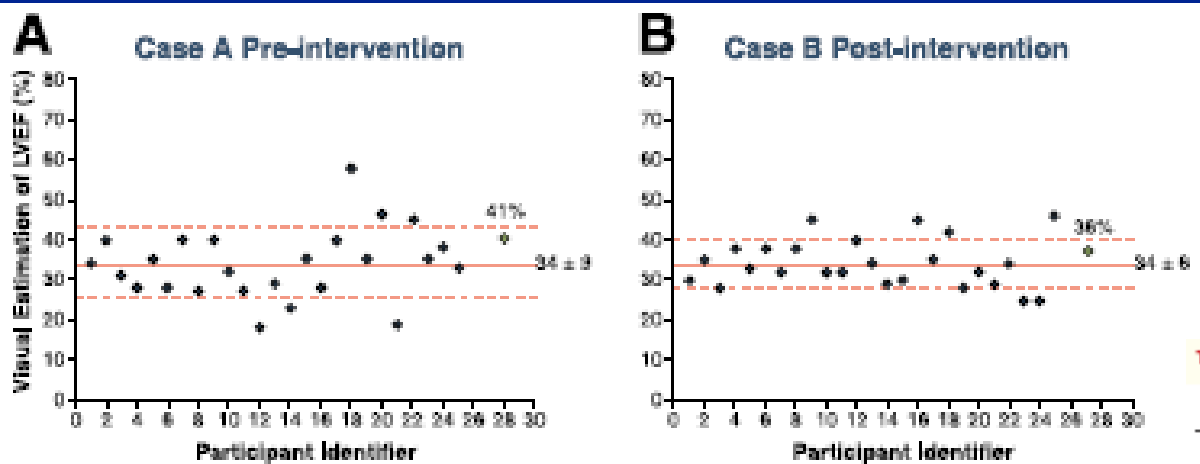 A
Case A Pre-intervention
Visual Estimation of LVEF (%)
80
70
60
50
40
30
20
10
0
41%
34 ± 9
0 2 4 6 8 10 12 14 16 18 20 22 24 26 28 30
Participant Identifier
B
Case B Post-intervention
80
70
60
50
40
30
20
10
0
34 ± 6
0 2 4 6 8 10 12 14 16 18 20 22 24 26 28 30
Participant Identifier